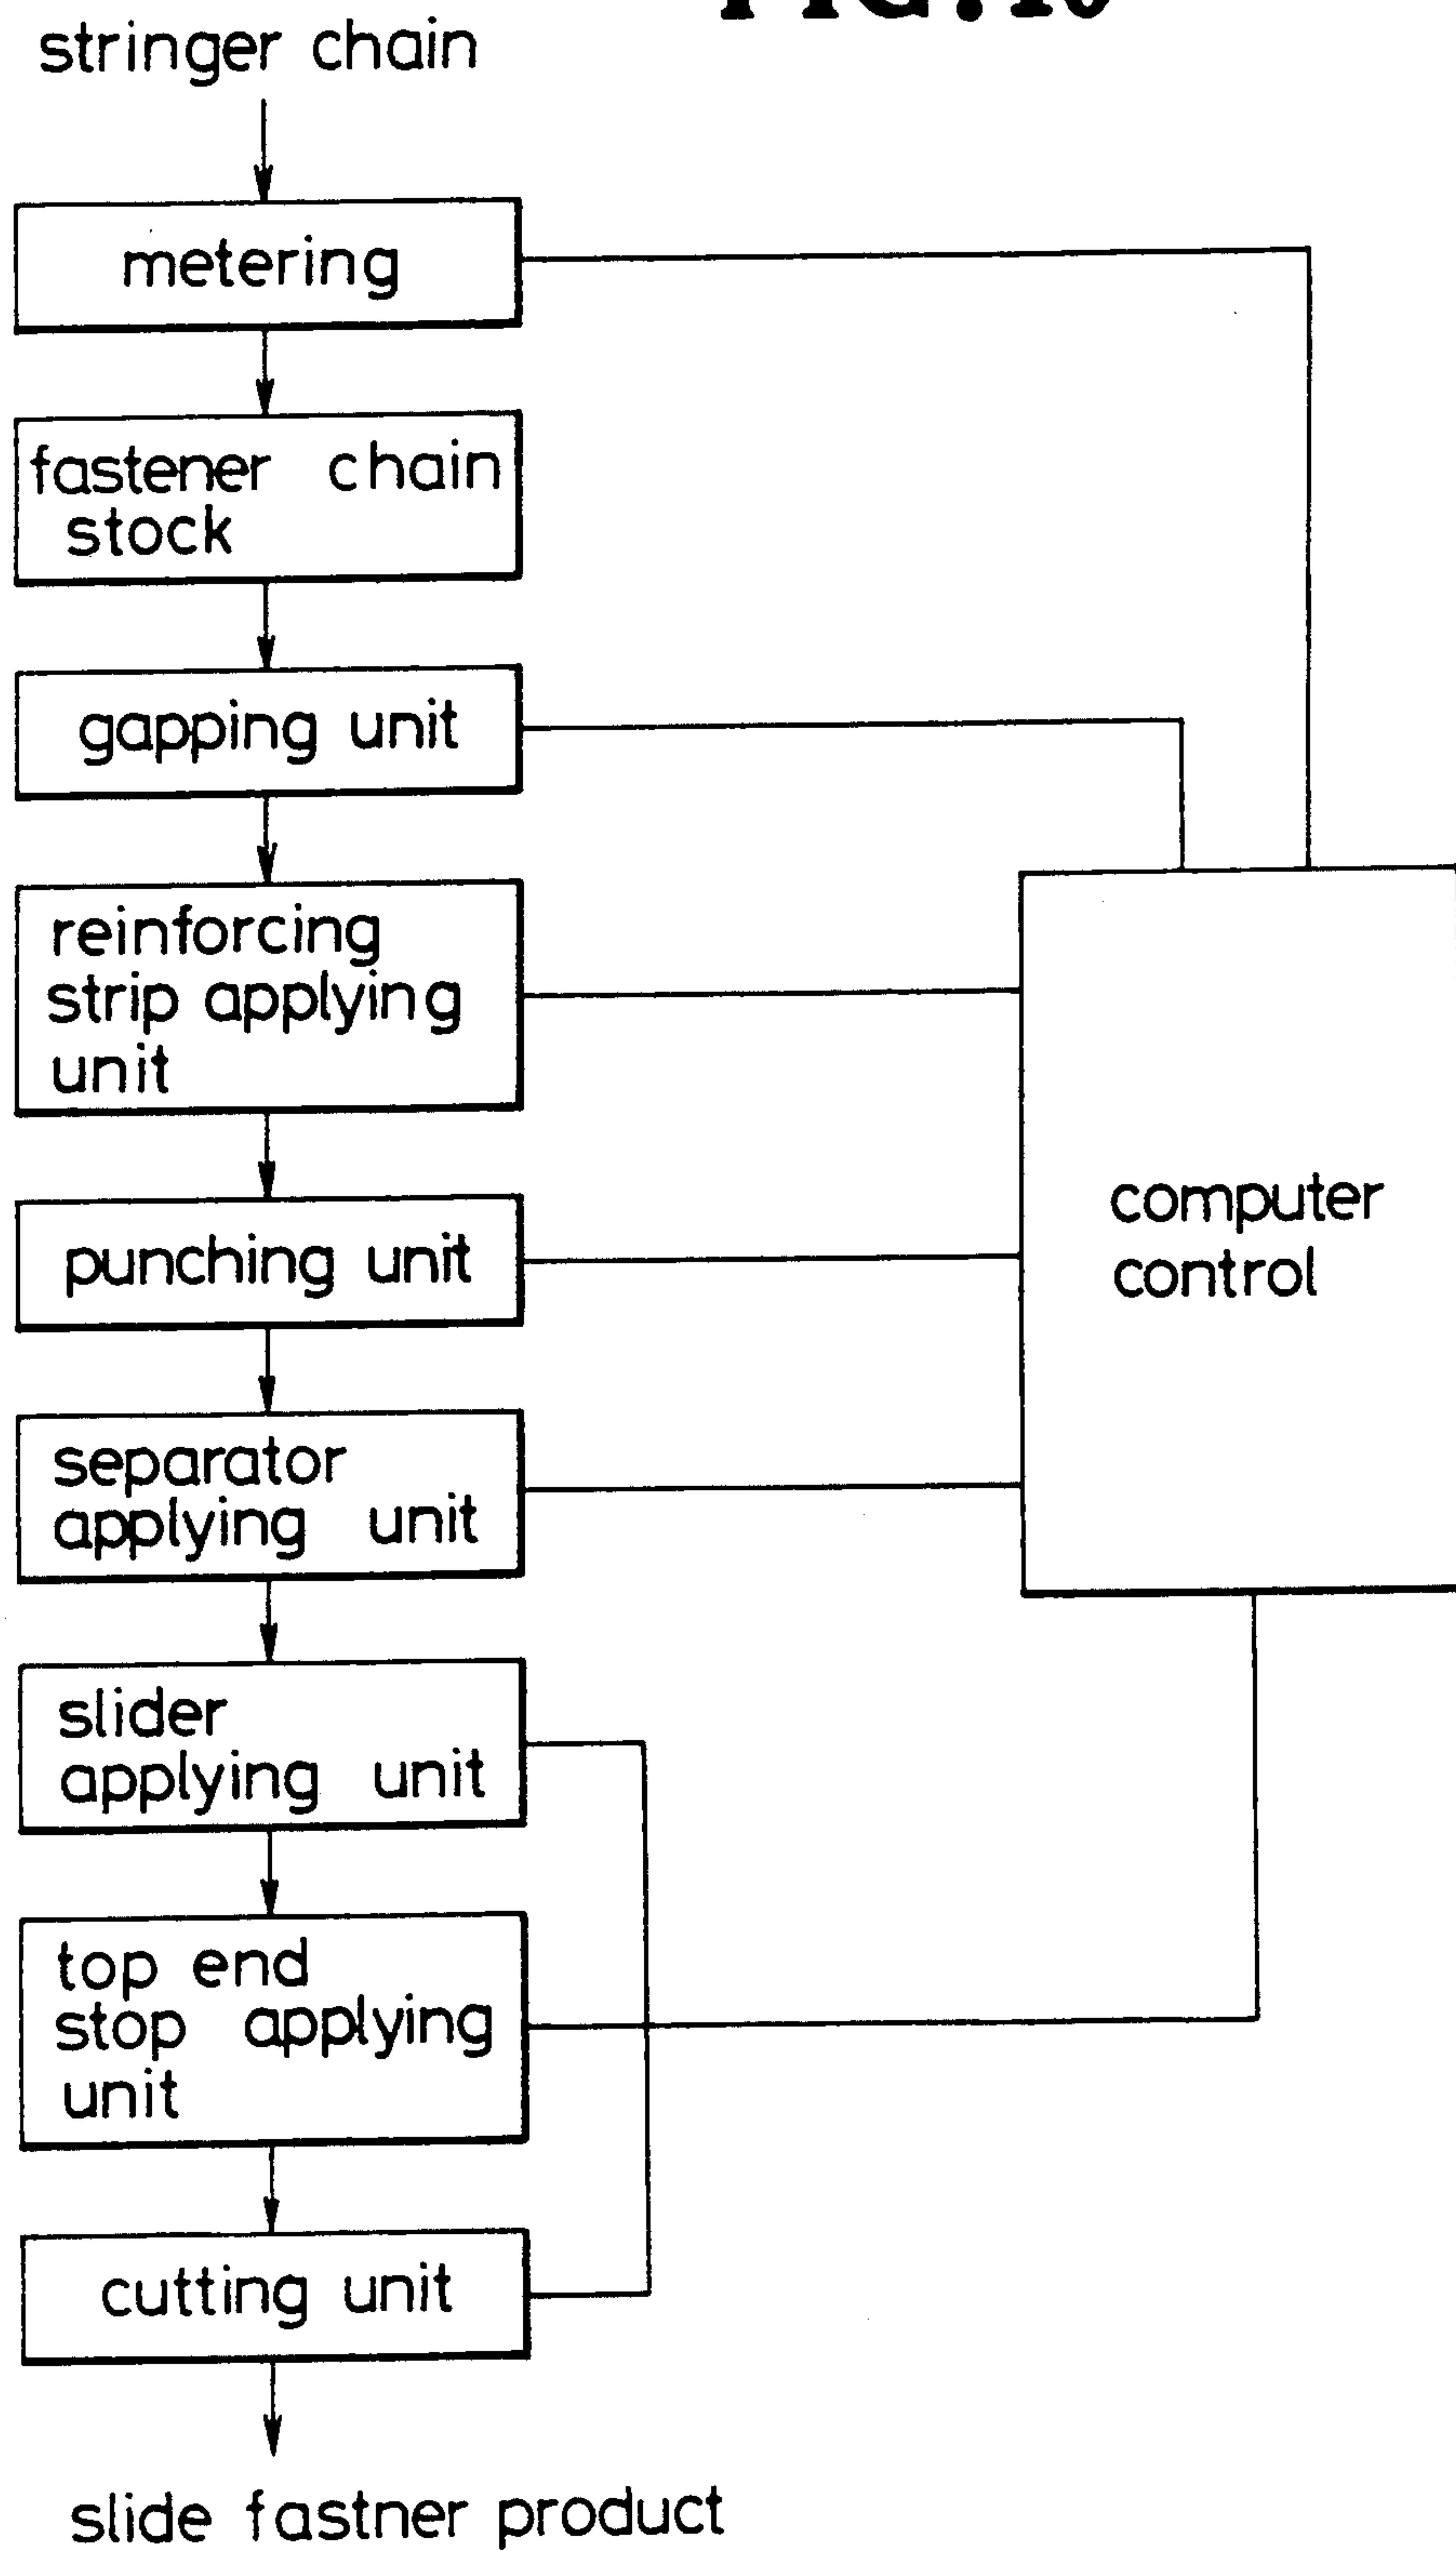 stringer chain
metering
fastener chain
stock
gapping unit
reinforcing
strip applying
unit
punching unit
separator
applying unit
slider
applying unit
top end
stop applying
unit
cutting unit
slide fastner product
computer
control